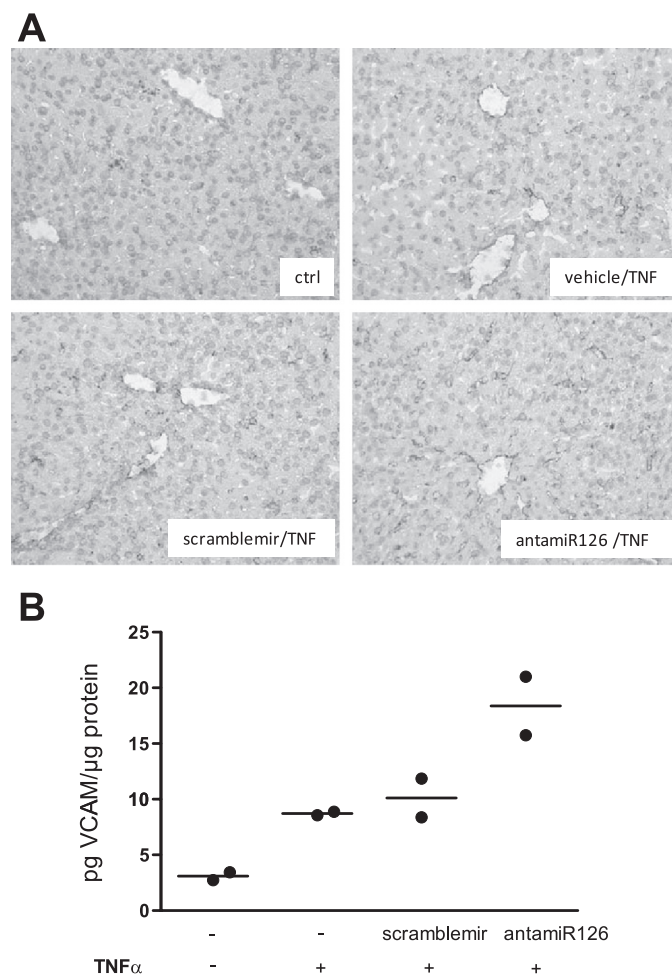 A
ctrl
vehicle/TNF
scramblemir/TNF
antamiR126 /TNF
B
pg VCAM/μg protein
25
20
15
10
5
0
- - scramblemir antamiR126
TNFα - + + +